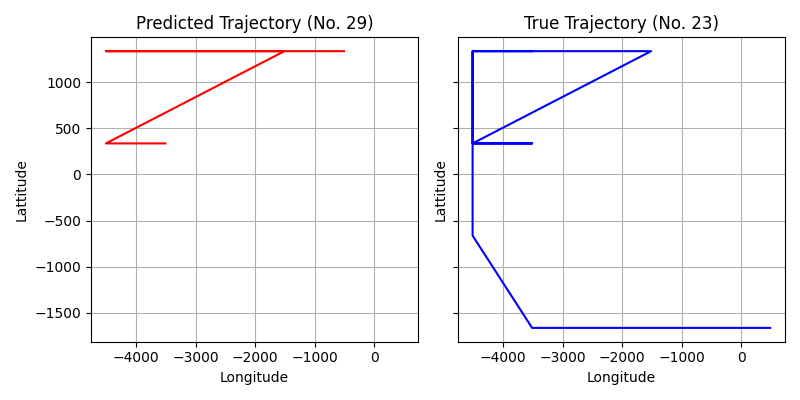 Predicted Trajectory (No. 29)
True Trajectory (No. 23)
1000
500
0
−500
−1000
−1500
Lattitude
Lattitude
−4000 −3000 −2000 −1000 0
−4000 −3000 −2000 −1000 0
Longitude
Longitude